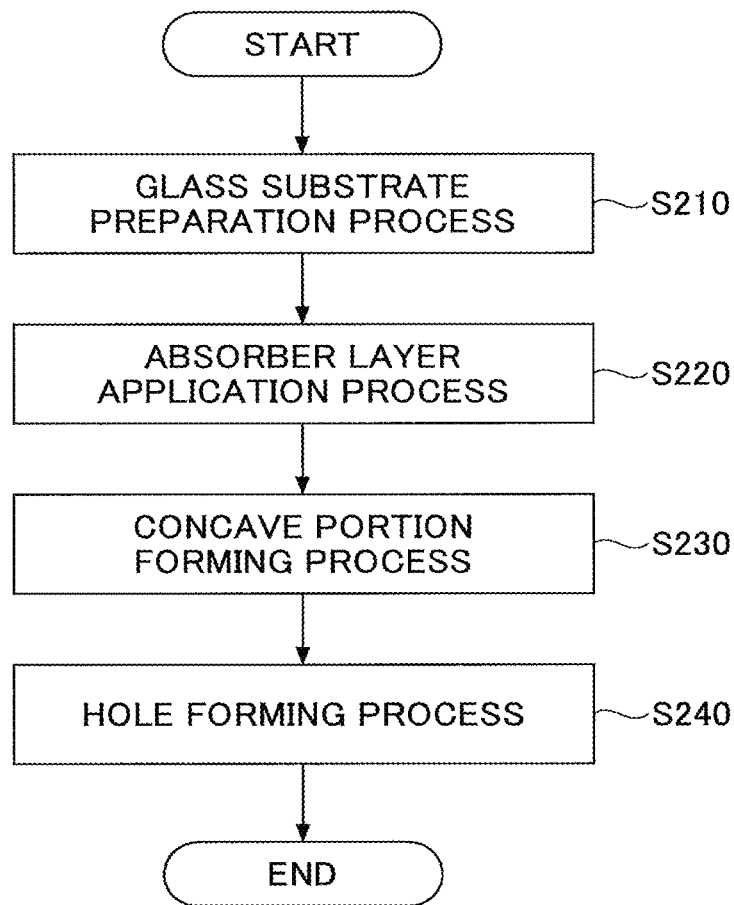 START
GLASS SUBSTRATE
PREPARATION PROCESS
S210
ABSORBER LAYER
APPLICATION PROCESS
S220
CONCAVE PORTION
FORMING PROCESS
S230
HOLE FORMING PROCESS
S240
END